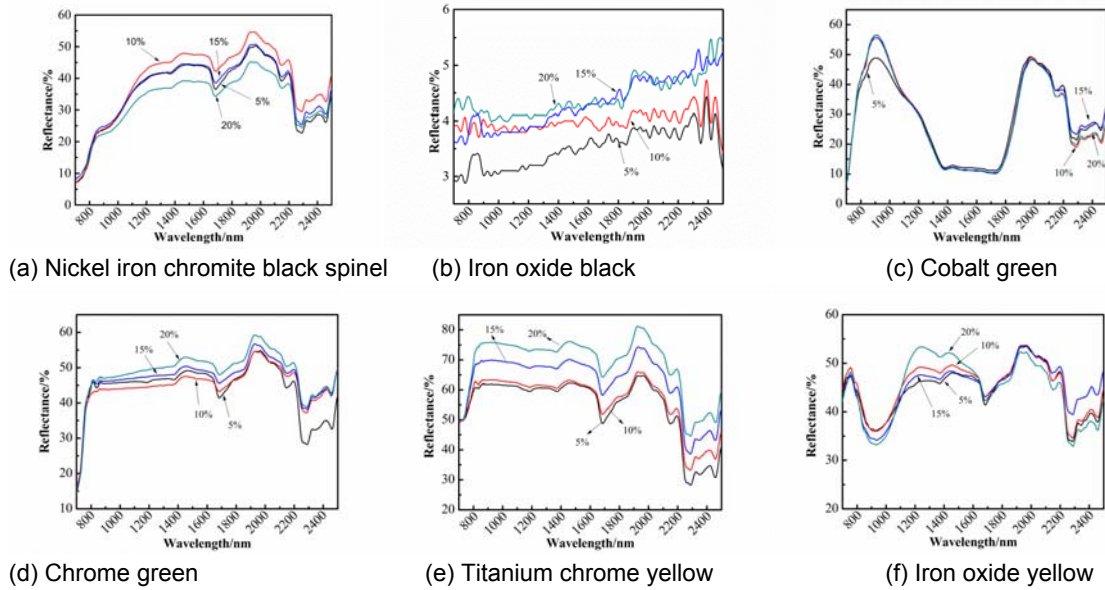 60
50
40
30
20
10
0
Reflectance/%
10%
15%
5%
20%
800 1000 1200 1400 1600 1800 2000 2200 2400
Wavelength/nm
(a) Nickel iron chromite black spinel
6
5
4
3
Reflectance/%
20%
15%
10%
5%
800 1000 1200 1400 1600 1800 2000 2200 2400
Wavelength/nm
(b) Iron oxide black
60
50
40
30
20
10
0
Reflectance/%
5%
15%
10%
20%
800 1000 1200 1400 1600 1800 2000 2200 2400
Wavelength/nm
(c) Cobalt green
60
50
40
30
20
10
Reflectance/%
20%
15%
10%
5%
800 1000 1200 1400 1600 1800 2000 2200 2400
Wavelength/nm
(d) Chrome green
80
70
60
50
40
30
20
Reflectance/%
15%
20%
5%
10%
800 1000 1200 1400 1600 1800 2000 2200 2400
Wavelength/nm
(e) Titanium chrome yellow
60
50
40
30
20
Reflectance/%
20%
10%
15%
5%
800 1000 1200 1400 1600 1800 2000 2200 2400
Wavelength/nm
(f) Iron oxide yellow